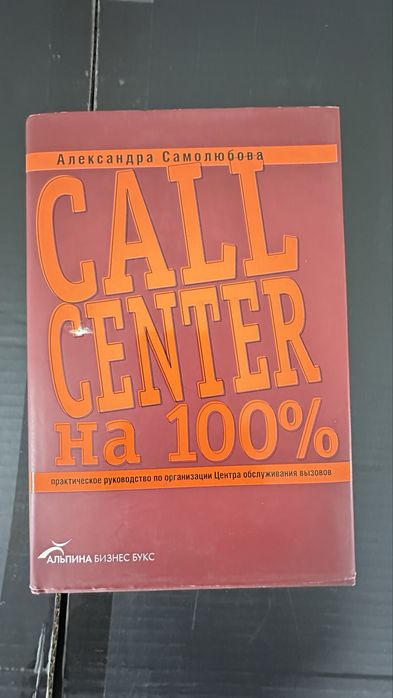 Александра Самолюбова
CALL
CENTER
на 100%
практическое руководство по организации Центра обслуживания вызовов
АЛЬПИНА БИЗНЕС БУКС